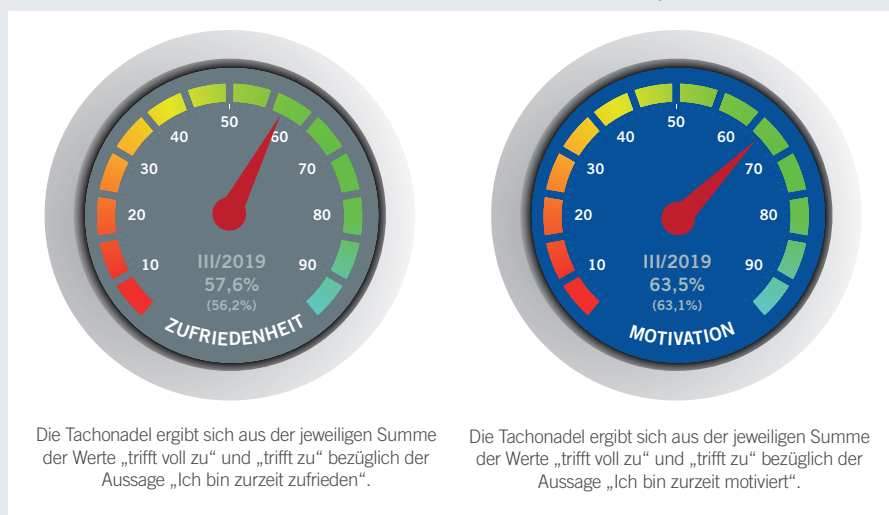 50
40
60
30
70
20
80
10
90
III/2019
57,6%
(56,2%)
ZUFRIEDENHEIT
Die Tachonadel ergibt sich aus der jeweiligen Summe
der Werte „trifft voll zu“ und „trifft zu“ bezüglich der
Aussage „Ich bin zurzeit zufrieden“.
50
40
60
30
70
20
80
10
90
III/2019
63,5%
(63,1%)
MOTIVATION
Die Tachonadel ergibt sich aus der jeweiligen Summe
der Werte „trifft voll zu“ und „trifft zu“ bezüglich der
Aussage „Ich bin zurzeit motiviert“.